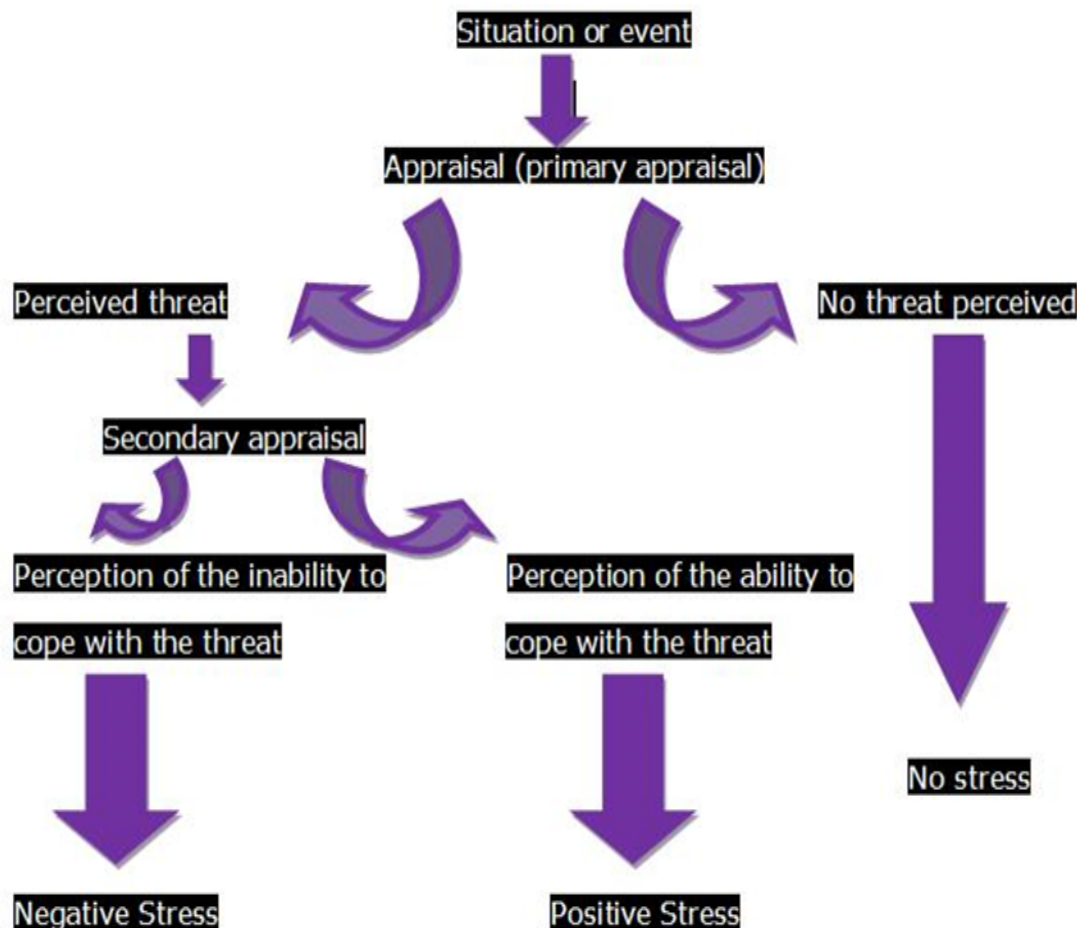 Situation or event
Appraisal (primary appraisal)
Perceived threat
No threat perceived
Secondary appraisal
Perception of the inability to
cope with the threat
Perception of the ability to
cope with the threat
No stress
Negative Stress
Positive Stress